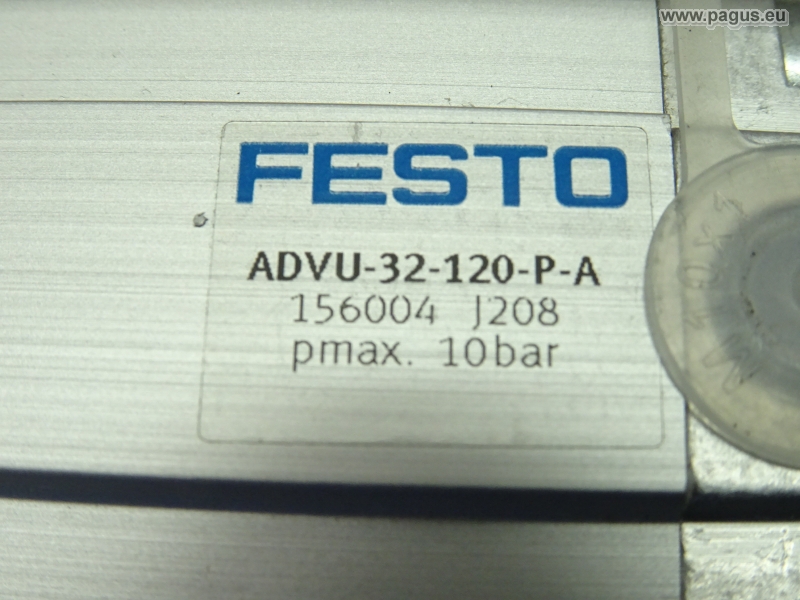 www.pagus.eu
FESTO
ADVU-32-120-P-A
156004 J208
pmax. 10bar